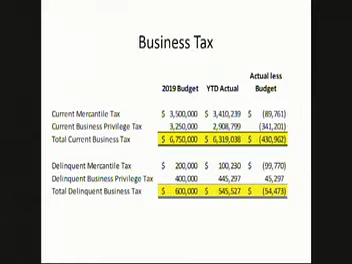 Business Tax
Actual less
2019 Budget YTD Actual Budget
Current Mercantile Tax $ 3,500,000 $ 3,410,239 $ (89,761)
Current Business Privilege Tax 3,250,000 2,908,799 (341,201)
Total Current Business Tax $ 6,750,000 $ 6,319,038 $ (430,962)
Delinquent Mercantile Tax $ 200,000 $ 100,230 $ (99,770)
Delinquent Business Privilege Tax 400,000 445,297 45,297
Total Delinquent Business Tax $ 600,000 $ 545,527 $ (54,473)